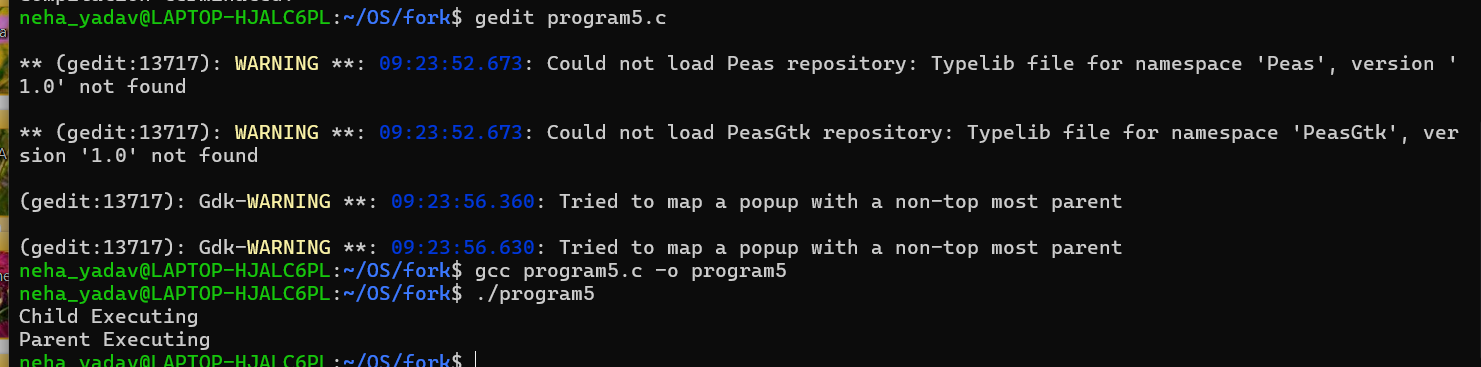 neha_yadav@LAPTOP-HJALC6PL:~/OS/fork$ gedit program5.c
** (gedit:13717): WARNING **: 09:23:52.673: Could not load Peas repository: Typelib file for namespace 'Peas', version '
1.0' not found
** (gedit:13717): WARNING **: 09:23:52.673: Could not load PeasGtk repository: Typelib file for namespace 'PeasGtk', ver
sion '1.0' not found
(gedit:13717): Gdk-WARNING **: 09:23:56.360: Tried to map a popup with a non-top most parent
(gedit:13717): Gdk-WARNING **: 09:23:56.630: Tried to map a popup with a non-top most parent
neha_yadav@LAPTOP-HJALC6PL:~/OS/fork$ gcc program5.c -o program5
neha_yadav@LAPTOP-HJALC6PL:~/OS/fork$ ./program5
Child Executing
Parent Executing
neha_yadav@LAPTOP-HJALC6PL:~/OS/fork$